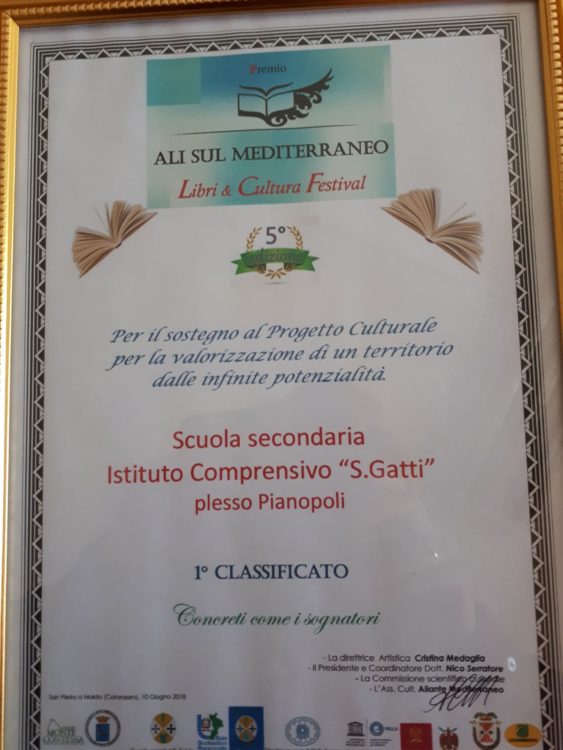 Premio
ALI SUL MEDITERRANEO
Libri & Cultura Festival
5°
edizione
Per il sostegno al Progetto Culturale
per la valorizzazione di un territorio
dalle infinite potenzialità.
Scuola secondaria
Istituto Comprensivo “S.Gatti”
plesso Pianopoli
1° CLASSIFICATO
Concreti come i sognatori
- La direttrice Artistica Cristina Medaglia
- Il Presidente e Coordinatore Dott. Nico Serratore
- La Commissione scientifico culturale
- L'Ass. Cult. Aliante Mediterraneo
San Pietro a Maida (Catanzaro), 10 Giugno 2018
MONTE